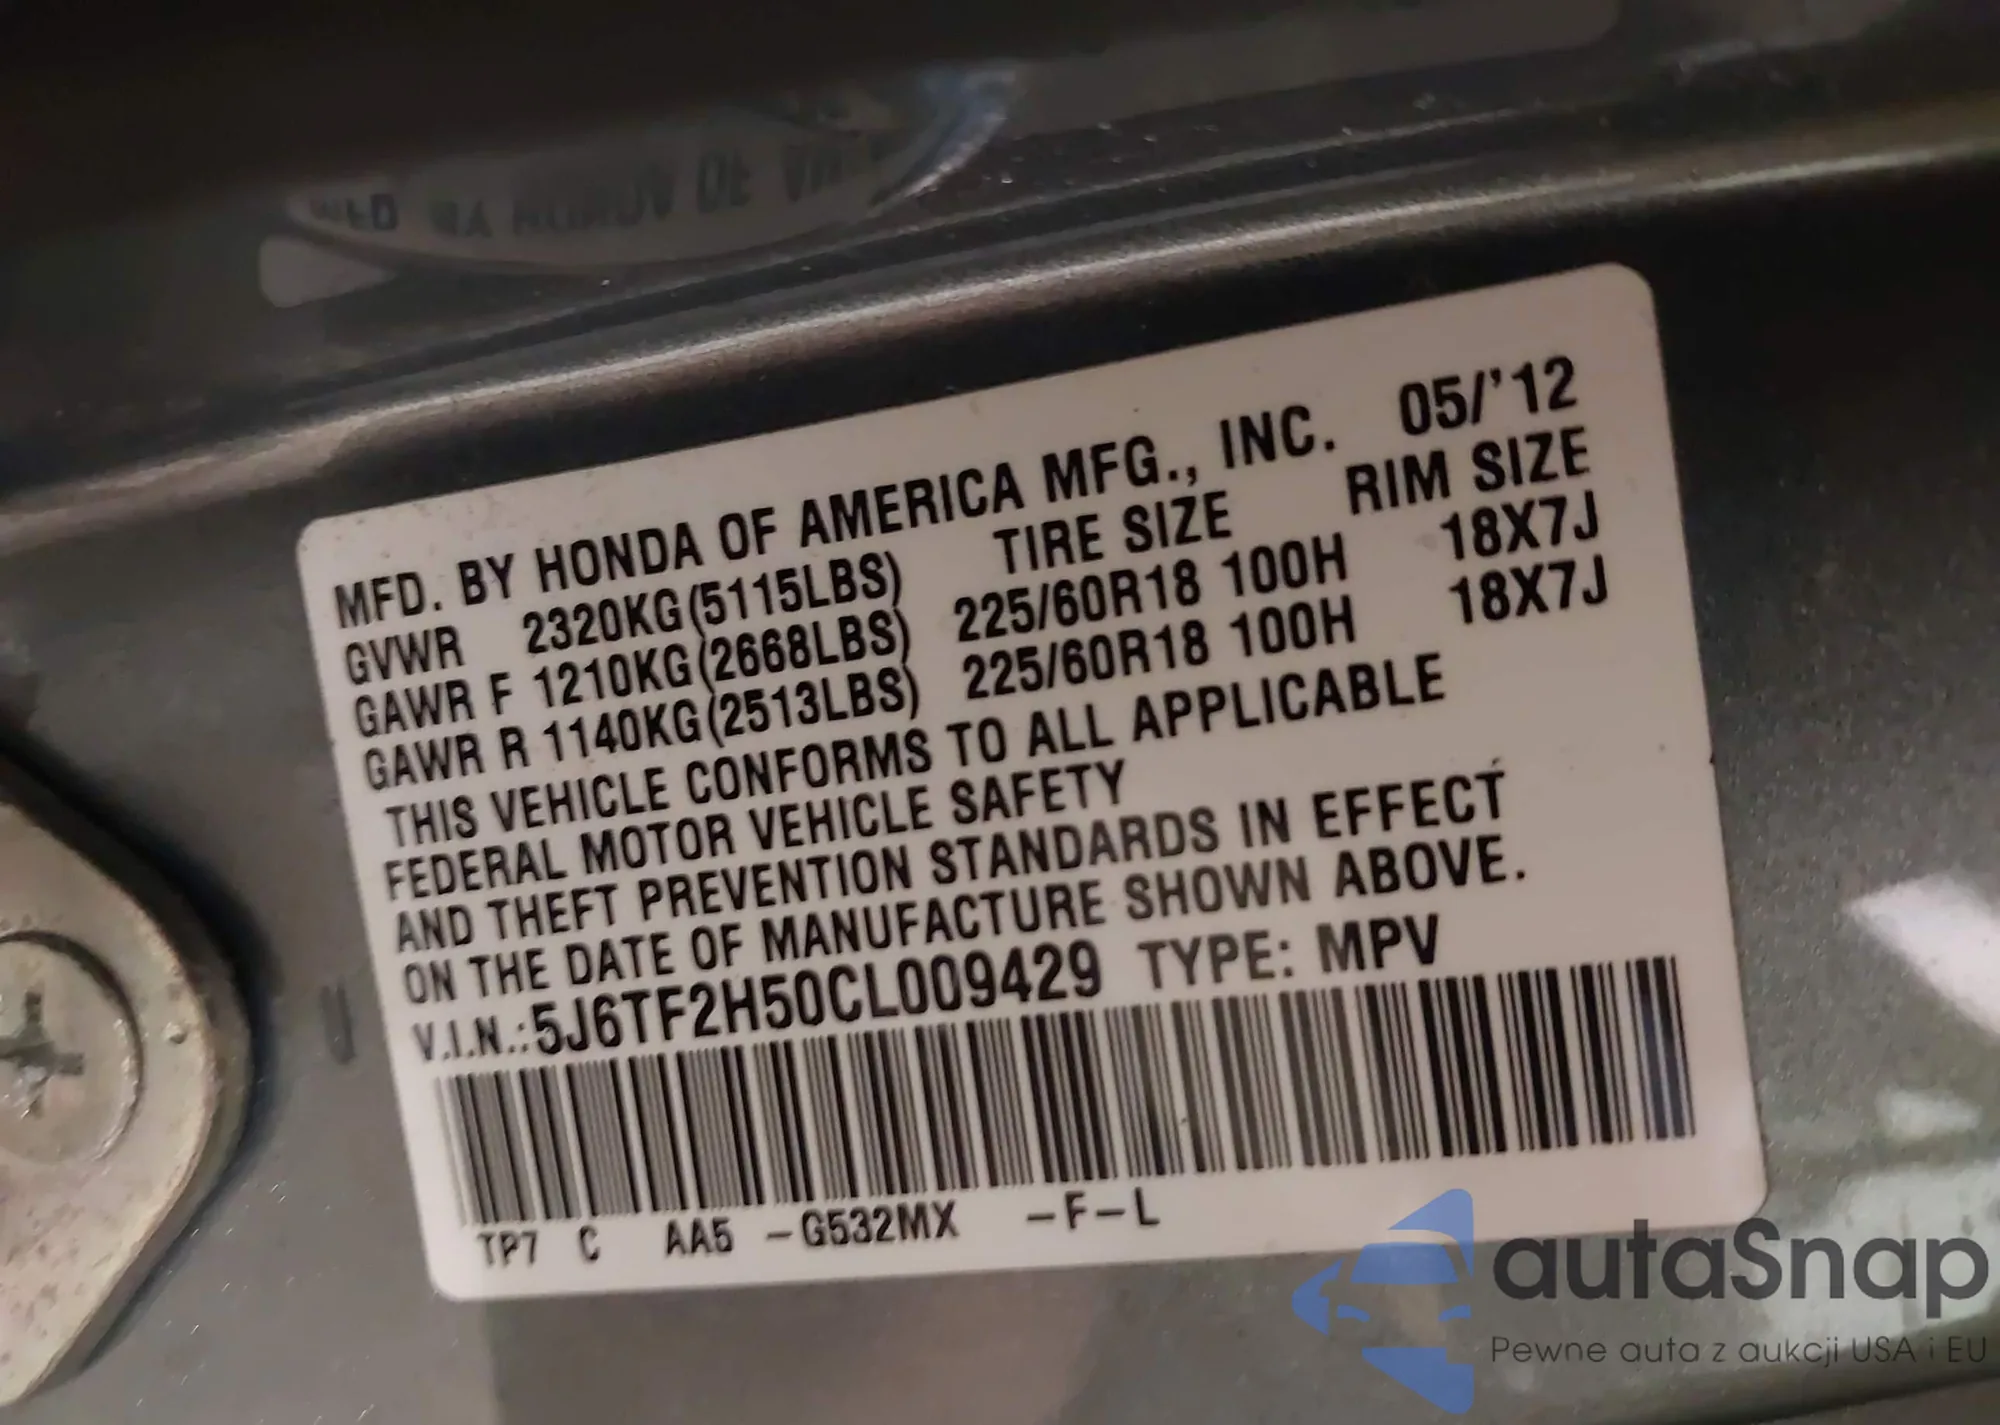 MFD. BY HONDA OF AMERICA MFG., INC. 05/'12
GVWR 2320KG(5115LBS) TIRE SIZE RIM SIZE
GAWR F 1210KG(2668LBS) 225/60R18 100H 18X7J
GAWR R 1140KG(2513LBS) 225/60R18 100H 18X7J
THIS VEHICLE CONFORMS TO ALL APPLICABLE
FEDERAL MOTOR VEHICLE SAFETY
AND THEFT PREVENTION STANDARDS IN EFFECT
ON THE DATE OF MANUFACTURE SHOWN ABOVE.
V.I.N.:5J6TF2H50CL009429 TYPE: MPV
TP7 C AA5 -G532MX -F-L
autaSnap
Pewne auta z aukcji USA i EU